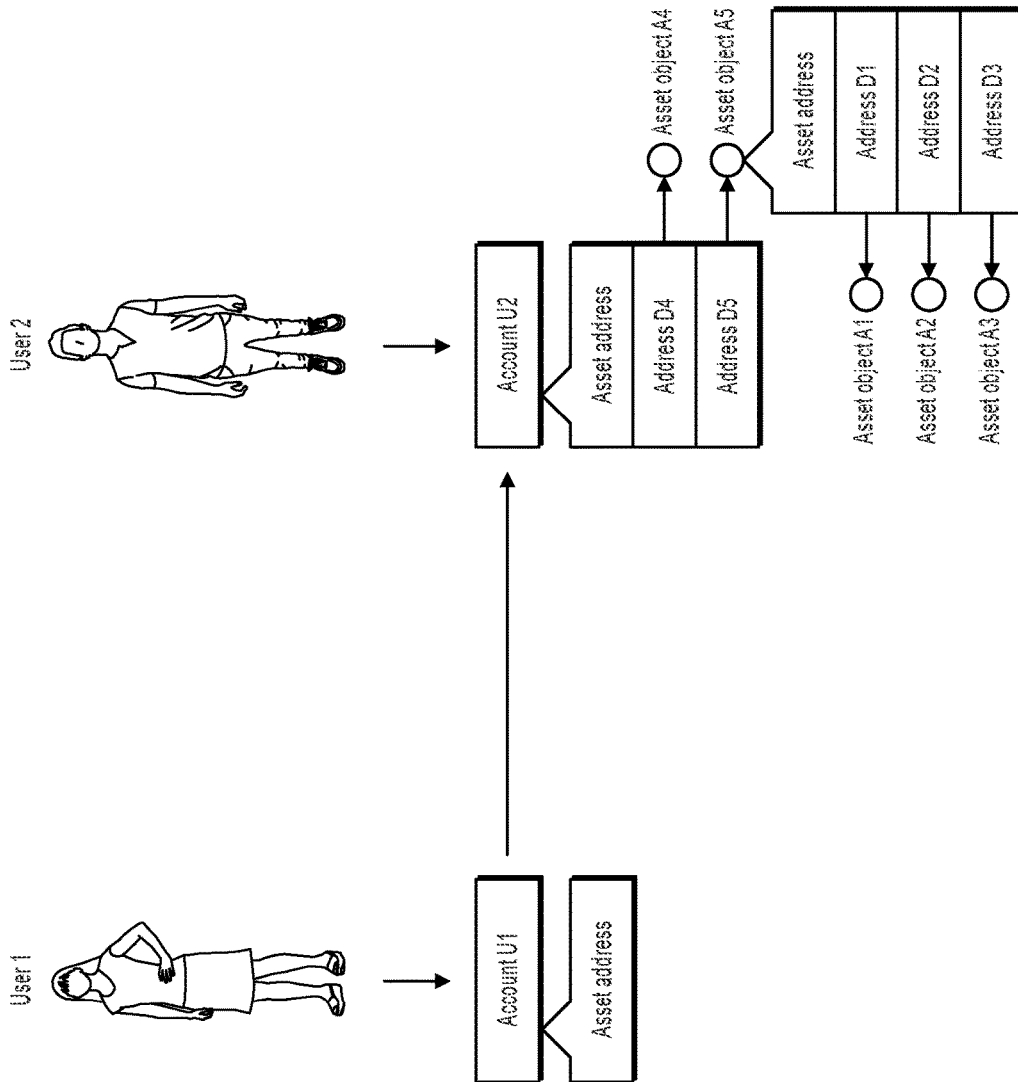 User 1
User 2
Account U1
Asset address
Account U2
Asset address
Address D4
Address D5
Asset object A4
Asset object A5
Asset address
Address D1
Address D2
Address D3
Asset object A1
Asset object A2
Asset object A3